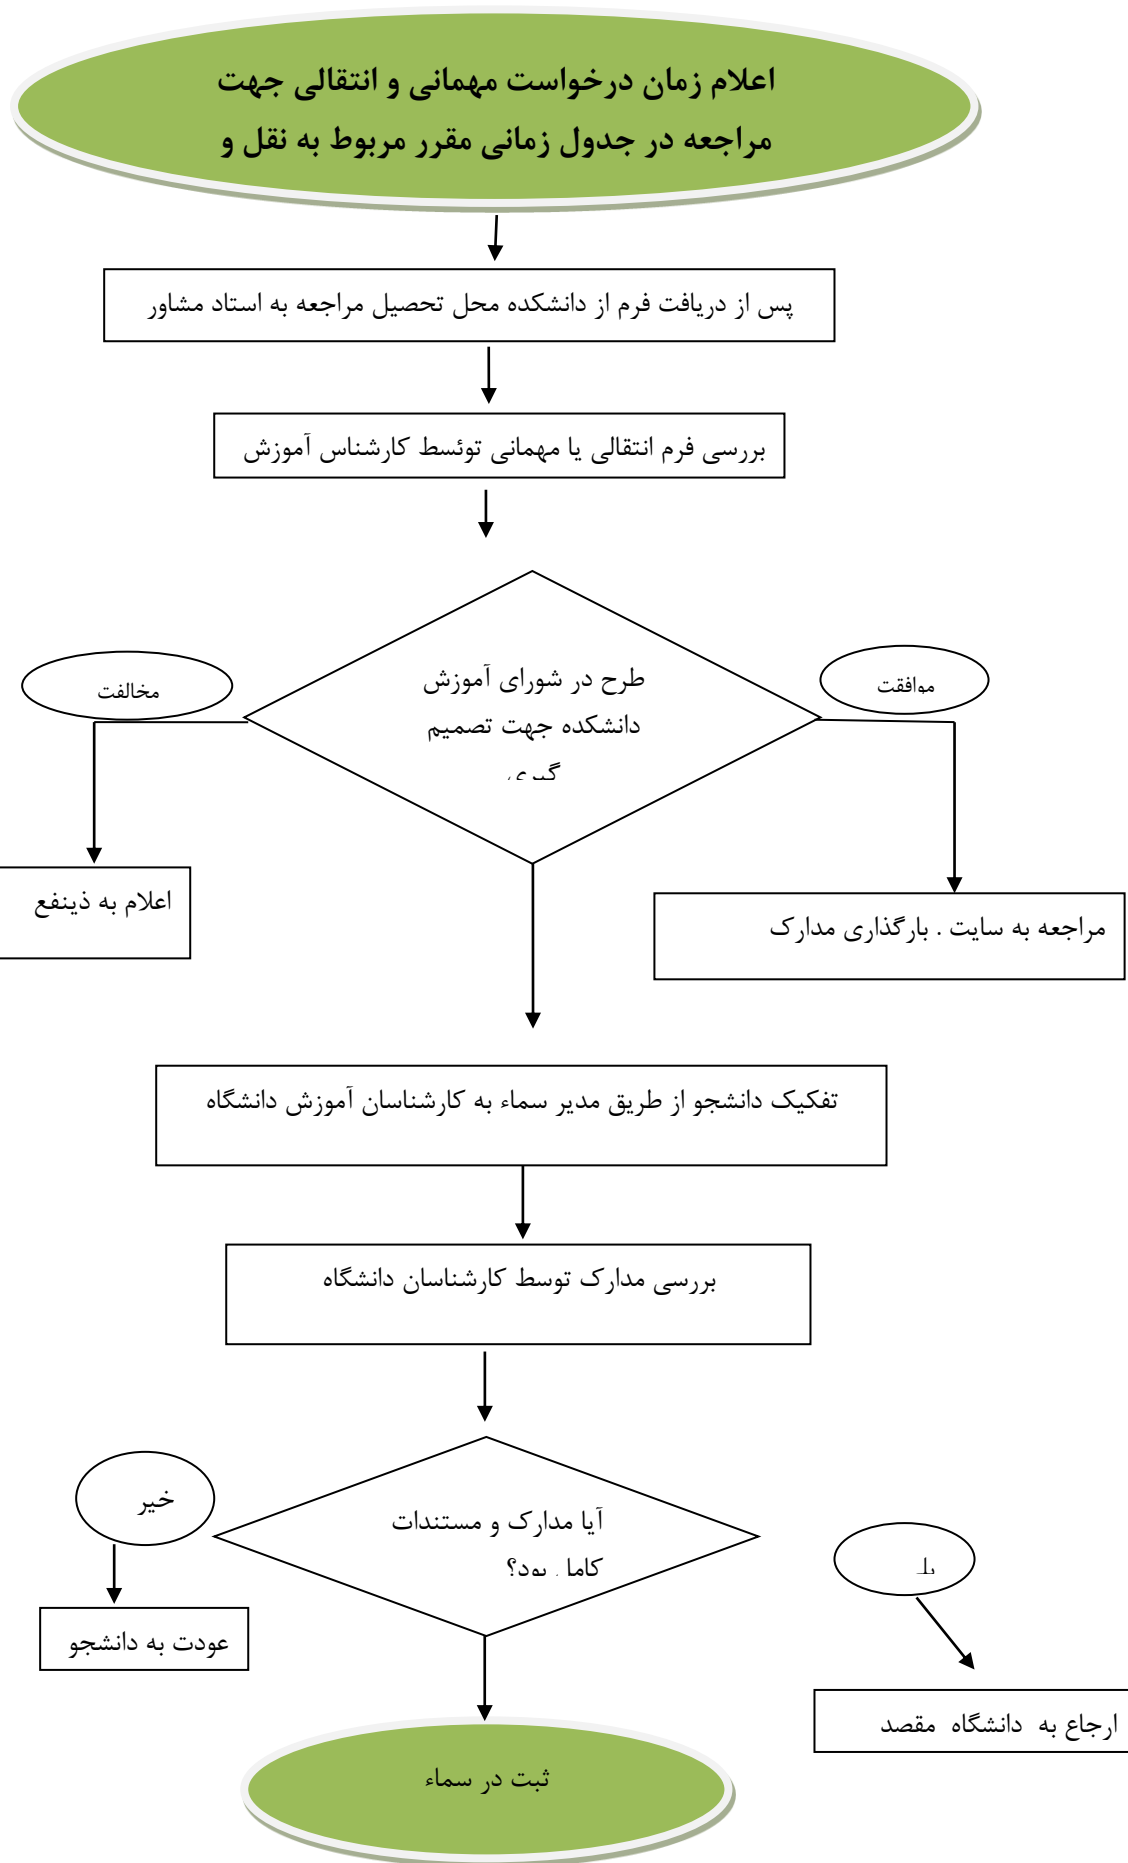 اعلام زمان درخواست مهمانی و انتقالی جهت
مراجعه در جدول زمانی مقرر مربوط به نقل و
پس از دریافت فرم از دانشکده محل تحصیل مراجعه به استاد مشاور
بررسی فرم انتقالی یا مهمانی توئسط کارشناس آموزش
طرح در شورای آموزش
دانشکده جهت تصمیم
گیری
موافقت
مخالفت
مراجعه به سایت . بارگذاری مدارک
اعلام به ذینفع
تفکیک دانشجو از طریق مدیر سماء به کارشناسان آموزش دانشگاه
بررسی مدارک توسط کارشناسان دانشگاه
آیا مدارک و مستندات
کامل بود؟
خیر
عودت به دانشجو
ارجاع به دانشگاه مقصد
ثبت در سماء